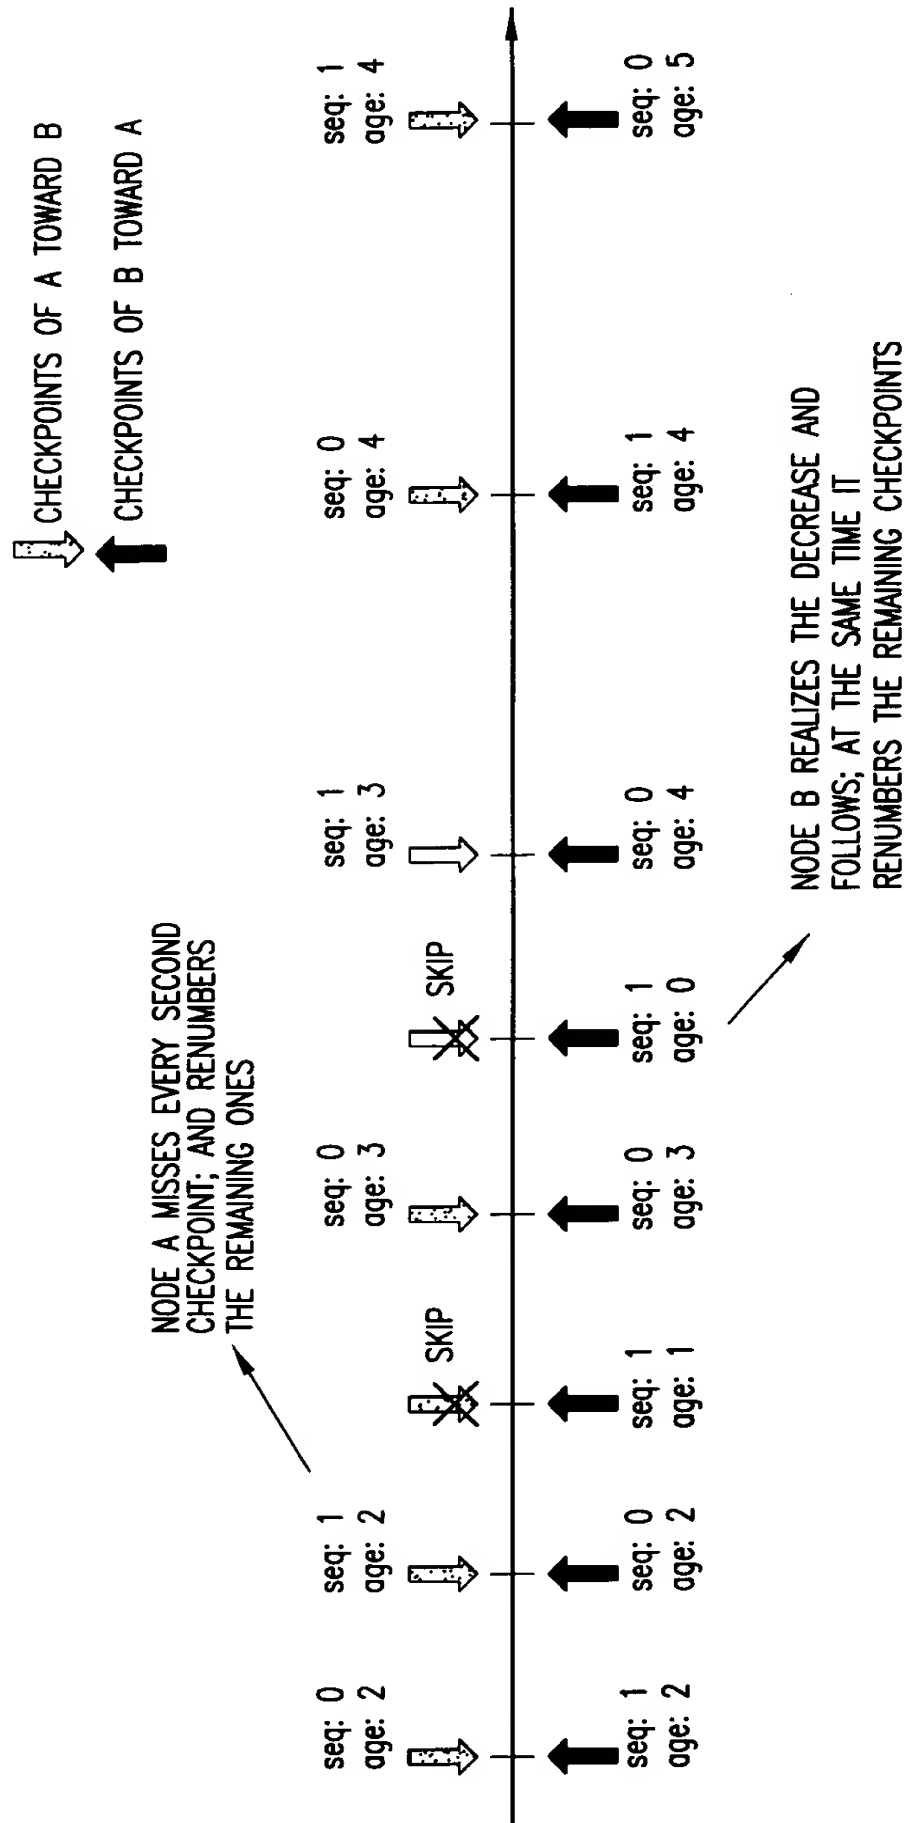 CHECKPOINTS OF A TOWARD B
CHECKPOINTS OF B TOWARD A
NODE A MISSES EVERY SECOND
CHECKPOINT; AND RENUMBERS
THE REMAINING ONES
seq: 0
age: 2
seq: 1
age: 2
SKIP
seq: 0
age: 3
SKIP
seq: 1
age: 3
seq: 0
age: 4
seq: 1
age: 4
seq: 1
age: 2
seq: 0
age: 2
seq: 1
age: 1
seq: 0
age: 3
seq: 1
age: 0
seq: 0
age: 4
seq: 1
age: 4
seq: 0
age: 5
NODE B REALIZES THE DECREASE AND
FOLLOWS; AT THE SAME TIME IT
RENUMBERS THE REMAINING CHECKPOINTS